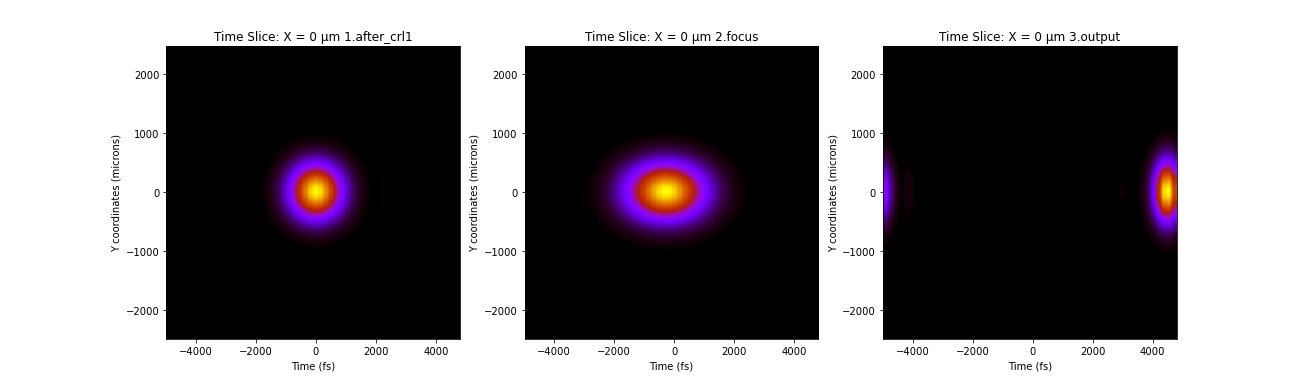 Time Slice: X = 0 μm 1.after_crl1
2000
1000
0
−1000
−2000
Y coordinates (microns)
−4000 −2000 0 2000 4000
Time (fs)
Time Slice: X = 0 μm 2.focus
2000
1000
0
−1000
−2000
Y coordinates (microns)
−4000 −2000 0 2000 4000
Time (fs)
Time Slice: X = 0 μm 3.output
2000
1000
0
−1000
−2000
Y coordinates (microns)
−4000 −2000 0 2000 4000
Time (fs)